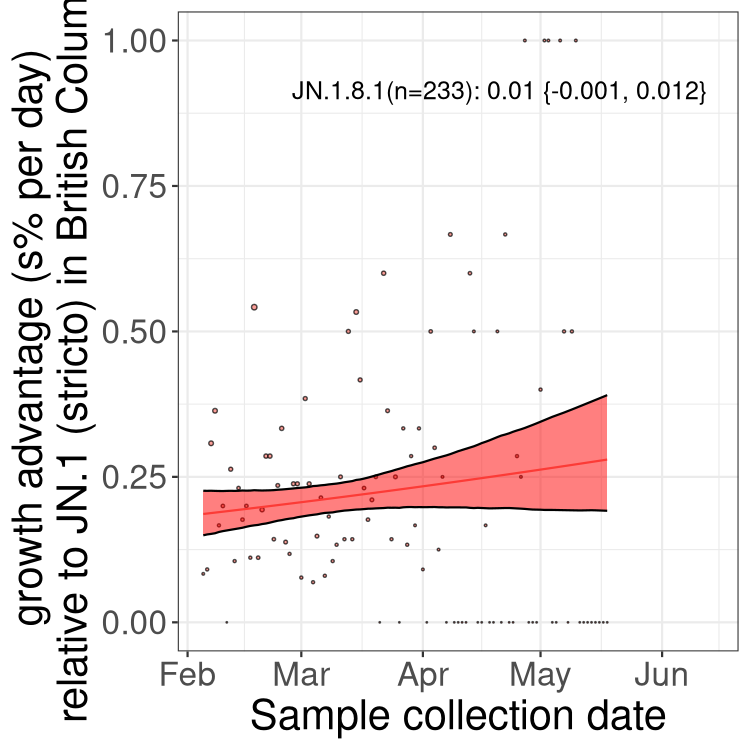 growth advantage (s% per day)
relative to JN.1 (stricto) in British Colum
1.00
0.75
0.50
0.25
0.00
JN.1.8.1(n=233): 0.01 {-0.001, 0.012}
Feb Mar Apr May Jun
Sample collection date